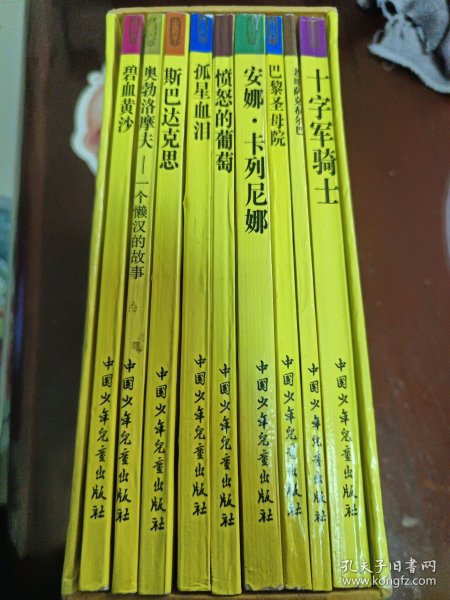 碧血黄沙
中国少年儿童出版社
奥勃洛摩夫——一个懒汉的故事
中国少年儿童出版社
斯巴达克思
中国少年儿童出版社
孤星血泪
中国少年儿童出版社
愤怒的葡萄
中国少年儿童出版社
安娜·卡列尼娜
中国少年儿童出版社
巴黎圣母院
中国少年儿童出版社
中国少年儿童出版社
十字军骑士
中国少年儿童出版社
孔夫子旧书网
www.kongfz.com